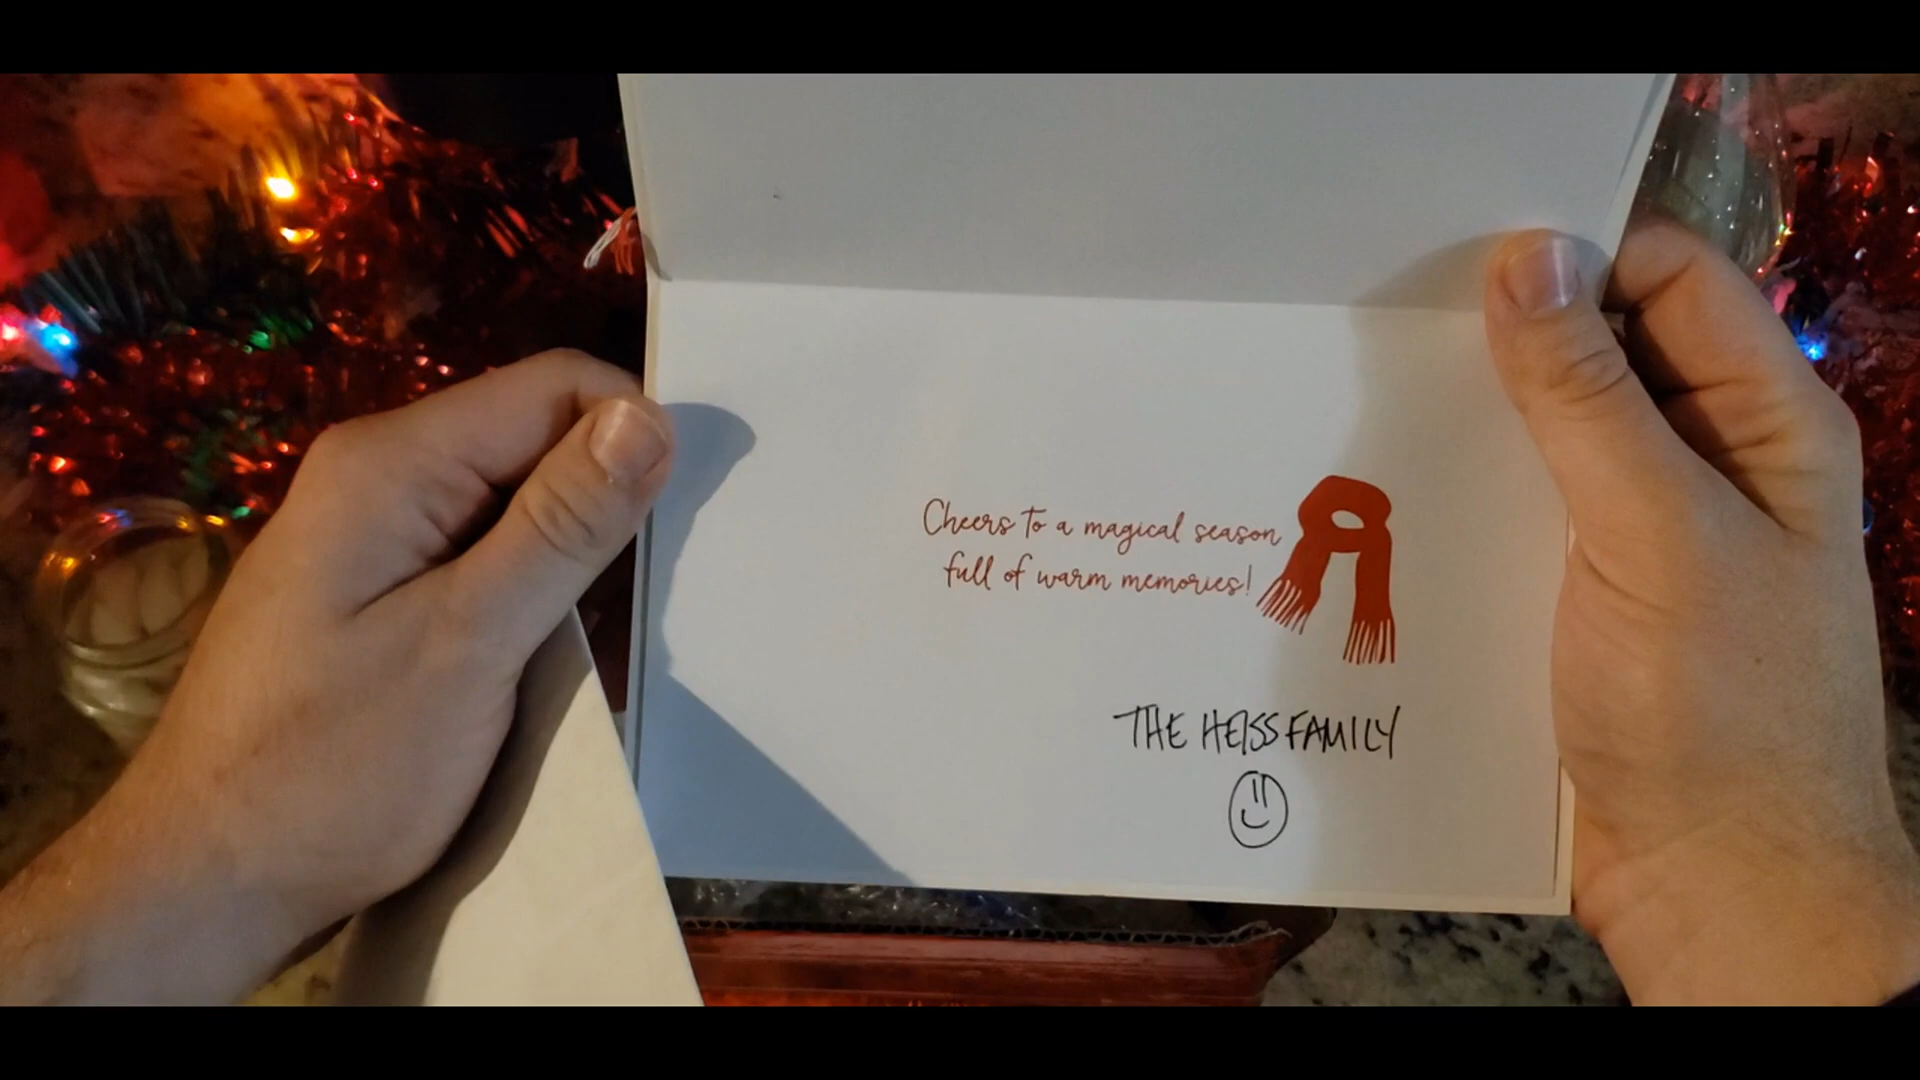 Cheers to a magical season
full of warm memories!
THE HEISS FAMILY